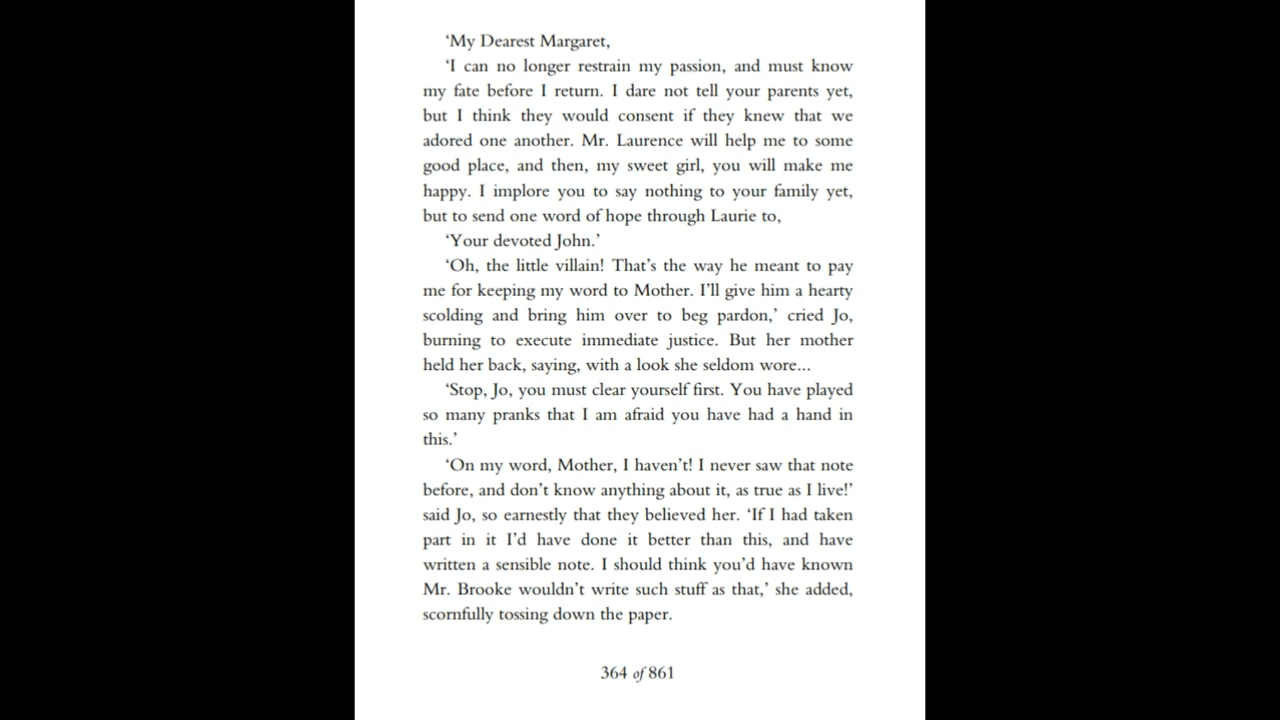 ‘My Dearest Margaret,
‘I can no longer restrain my passion, and must know
my fate before I return. I dare not tell your parents yet,
but I think they would consent if they knew that we
adored one another. Mr. Laurence will help me to some
good place, and then, my sweet girl, you will make me
happy. I implore you to say nothing to your family yet,
but to send one word of hope through Laurie to,
‘Your devoted John.’
‘Oh, the little villain! That’s the way he meant to pay
me for keeping my word to Mother. I’ll give him a hearty
scolding and bring him over to beg pardon,’ cried Jo,
burning to execute immediate justice. But her mother
held her back, saying, with a look she seldom wore...
‘Stop, Jo, you must clear yourself first. You have played
so many pranks that I am afraid you have had a hand in
this.’
‘On my word, Mother, I haven’t! I never saw that note
before, and don’t know anything about it, as true as I live!’
said Jo, so earnestly that they believed her. ‘If I had taken
part in it I’d have done it better than this, and have
written a sensible note. I should think you’d have known
Mr. Brooke wouldn’t write such stuff as that,’ she added,
scornfully tossing down the paper.
364 of 861